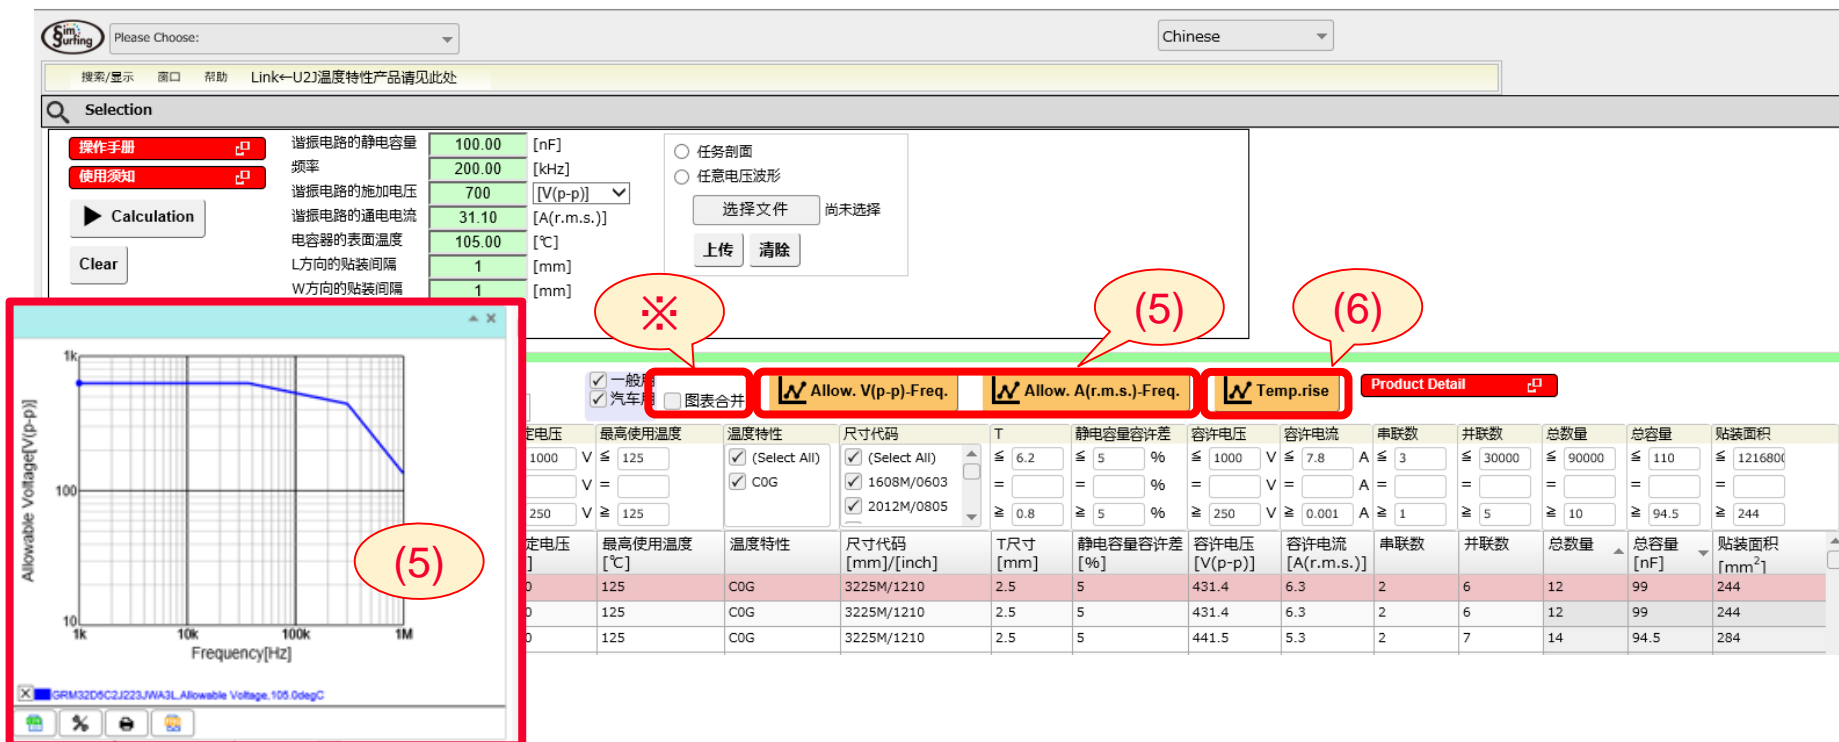 Sim Surfing
Please Choose:
Chinese
搜索/显示 窗口 帮助 Link←U2J温度特性产品请见此处
Selection
操作手册
使用须知
Calculation
Clear
谐振电路的静电容量 100.00 [nF]
频率 200.00 [kHz]
谐振电路的施加电压 700 [V(p-p)]
谐振电路的通电电流 31.10 [A(r.m.s.)]
电容器的表面温度 105.00 [℃]
L方向的贴装间隔 1 [mm]
W方向的贴装间隔 1 [mm]
任务剖面
任意电压波形
选择文件 尚未选择
上传 清除
※
(5)
(6)
一般用
汽车用
图表合并
Allow. V(p-p)-Freq.
Allow. A(r.m.s.)-Freq.
Temp.rise
Product Detail
定电压 最高使用温度 温度特性 尺寸代码 T 静电容量容许差 容许电压 容许电流 串联数 并联数 总数量 总容量 贴装面积
1000 V ≦ 125 (Select All) (Select All) ≦ 6.2 ≦ 5 % ≦ 1000 V ≦ 7.8 A ≦ 3 ≦ 30000 ≦ 90000 ≦ 110 ≦ 121680
V = C0G 1608M/0603 = = % = V = A = = = = =
250 V ≧ 125 2012M/0805 ≧ 0.8 ≧ 5 % ≧ 250 V ≧ 0.001 A ≧ 1 ≧ 5 ≧ 10 ≧ 94.5 ≧ 244
定电压 最高使用温度 温度特性 尺寸代码 T尺寸 静电容量容许差 容许电压 容许电流 串联数 并联数 总数量 总容量 贴装面积
] [℃] [mm]/[inch] [mm] [%] [V(p-p)] [A(r.m.s.)] [nF] [mm2]
0 125 C0G 3225M/1210 2.5 5 431.4 6.3 2 6 12 99 244
0 125 C0G 3225M/1210 2.5 5 431.4 6.3 2 6 12 99 244
0 125 C0G 3225M/1210 2.5 5 441.5 5.3 2 7 14 94.5 284
Allowable Voltage[V(p-p)]
1k
100
10
1k 10k 100k 1M
Frequency[Hz]
(5)
GRM32D5C2J223JWA3L,Allowable Voltage,105.0degC